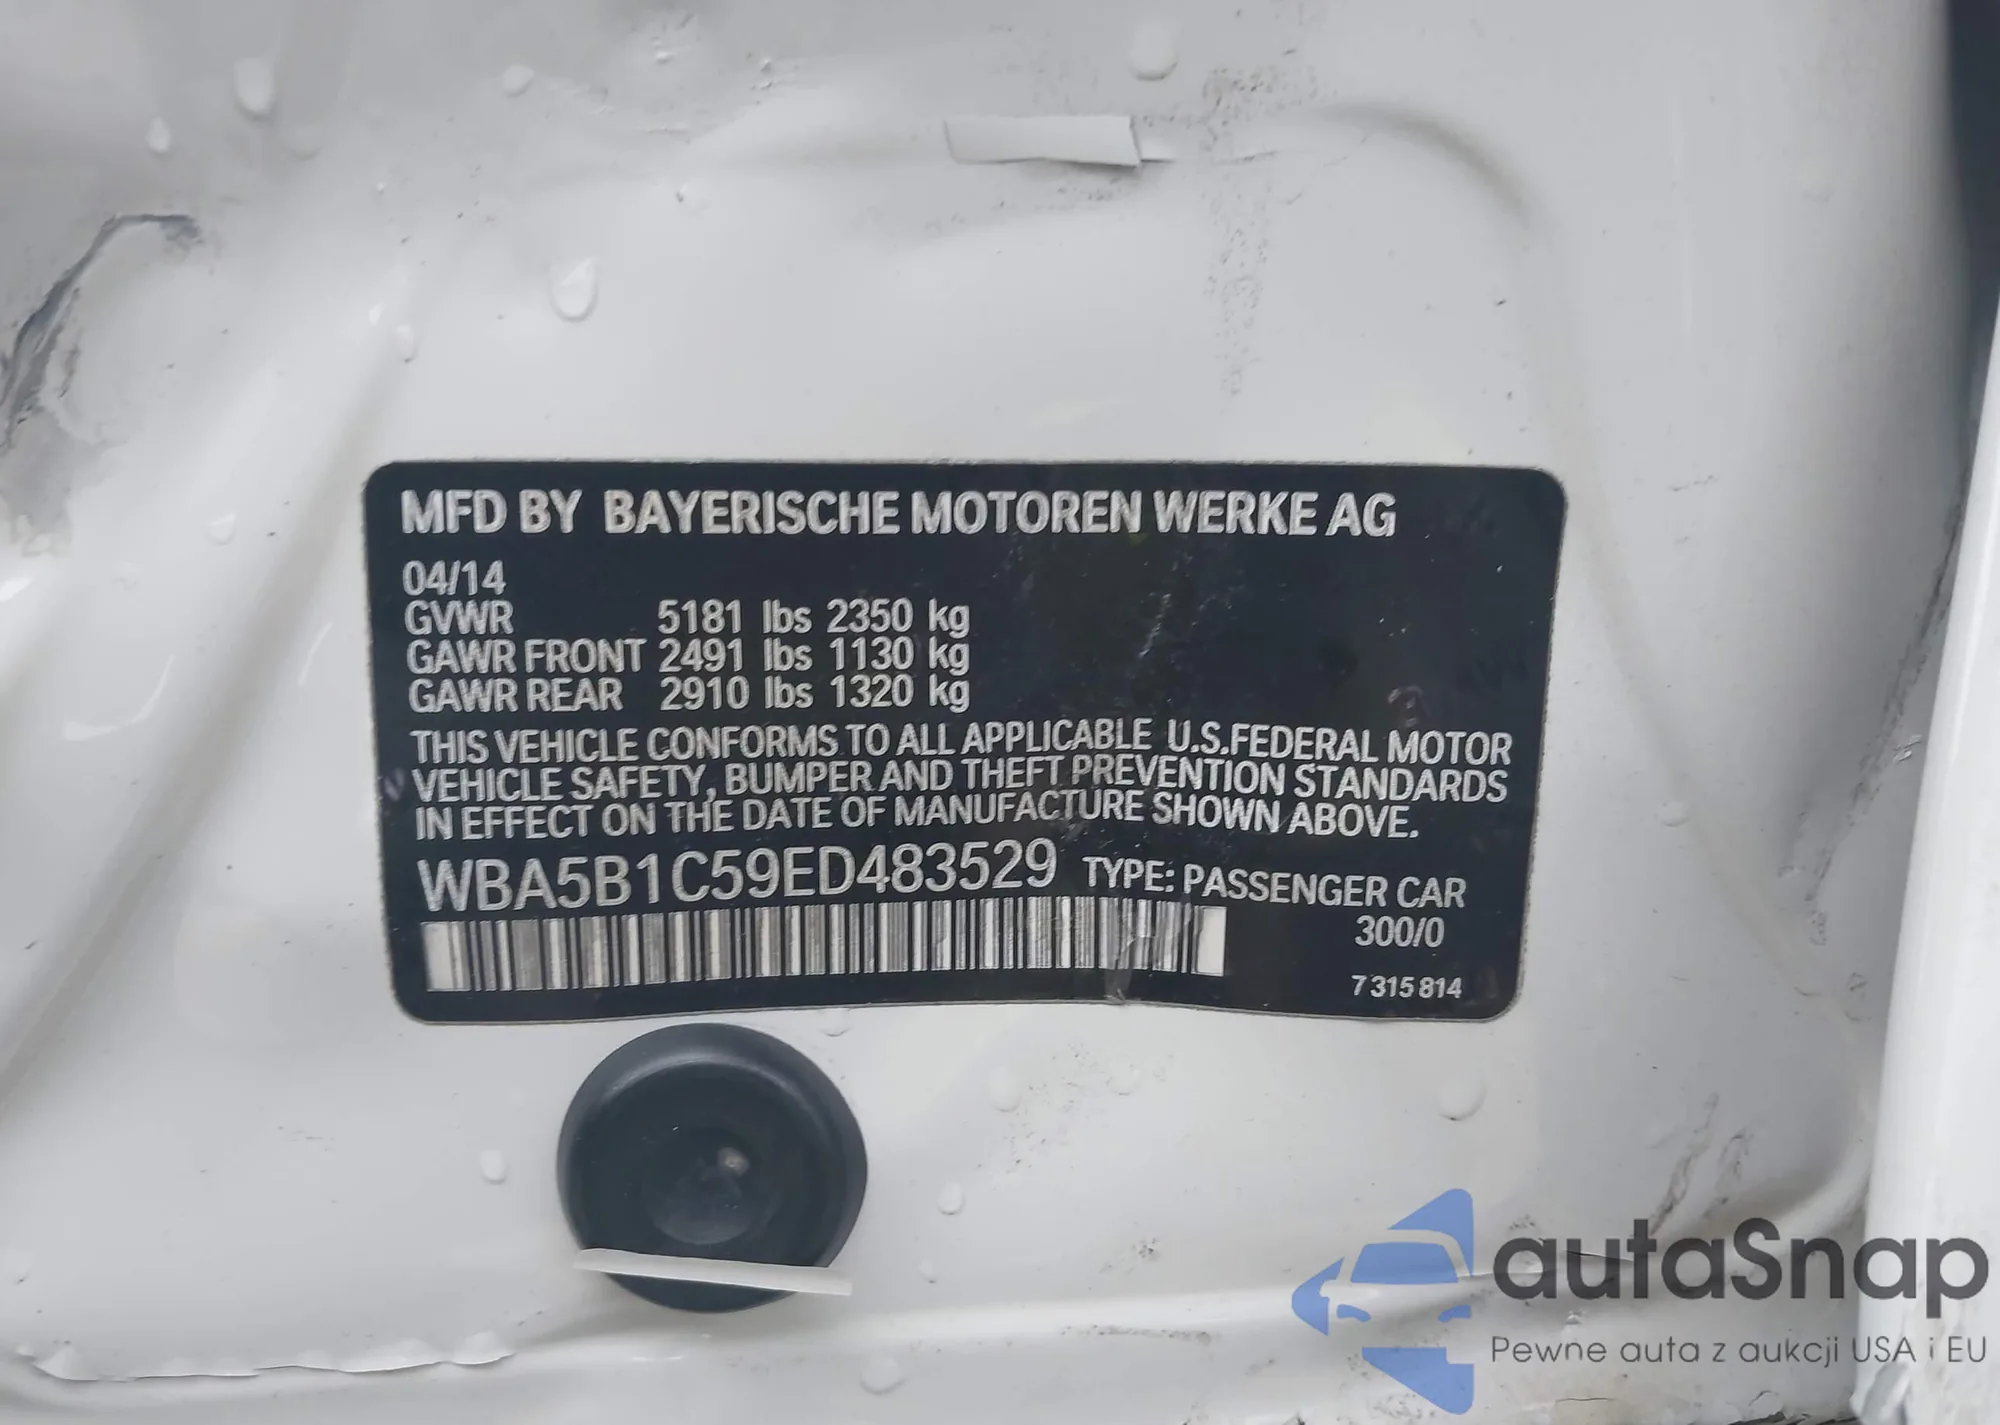 MFD BY BAYERISCHE MOTOREN WERKE AG
04/14
GVWR 5181 lbs 2350 kg
GAWR FRONT 2491 lbs 1130 kg
GAWR REAR 2910 lbs 1320 kg
THIS VEHICLE CONFORMS TO ALL APPLICABLE U.S.FEDERAL MOTOR
VEHICLE SAFETY, BUMPER AND THEFT PREVENTION STANDARDS
IN EFFECT ON THE DATE OF MANUFACTURE SHOWN ABOVE.
WBA5B1C59ED483529 TYPE: PASSENGER CAR
300/0
7 315 814
autaSnap
Pewne auta z aukcji USA i EU